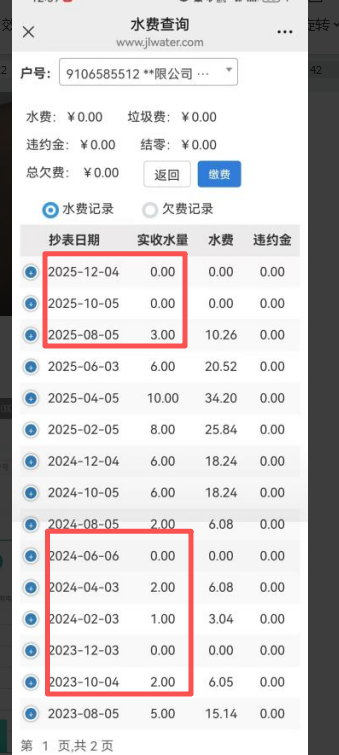 水费查询
www.jlwater.com
户号: 9106585512 **限公司 ···
水费: ¥0.00 垃圾费: ¥0.00
违约金: ¥0.00 结零: ¥0.00
总欠费: ¥0.00 返回 缴费
水费记录 欠费记录
抄表日期 实收水量 水费 违约金
2025-12-04 0.00 0.00 0.00
2025-10-05 0.00 0.00 0.00
2025-08-05 3.00 10.26 0.00
2025-06-03 6.00 20.52 0.00
2025-04-05 10.00 34.20 0.00
2025-02-05 8.00 25.84 0.00
2024-12-04 6.00 18.24 0.00
2024-10-05 6.00 18.24 0.00
2024-08-05 2.00 6.08 0.00
2024-06-06 0.00 0.00 0.00
2024-04-03 2.00 6.08 0.00
2024-02-03 1.00 3.04 0.00
2023-12-03 0.00 0.00 0.00
2023-10-04 2.00 6.05 0.00
2023-08-05 5.00 15.14 0.00
第 1 页,共 2 页
转
42